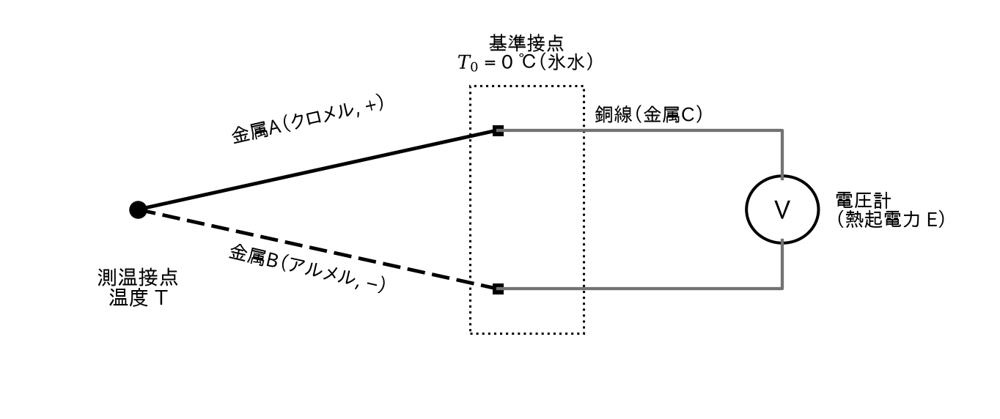 基準接点
T₀ = 0 ℃(氷水)
金属A(クロメル, +)
銅線(金属C)
V
電圧計
(熱起電力 E)
金属B(アルメル, −)
測温接点
温度 T